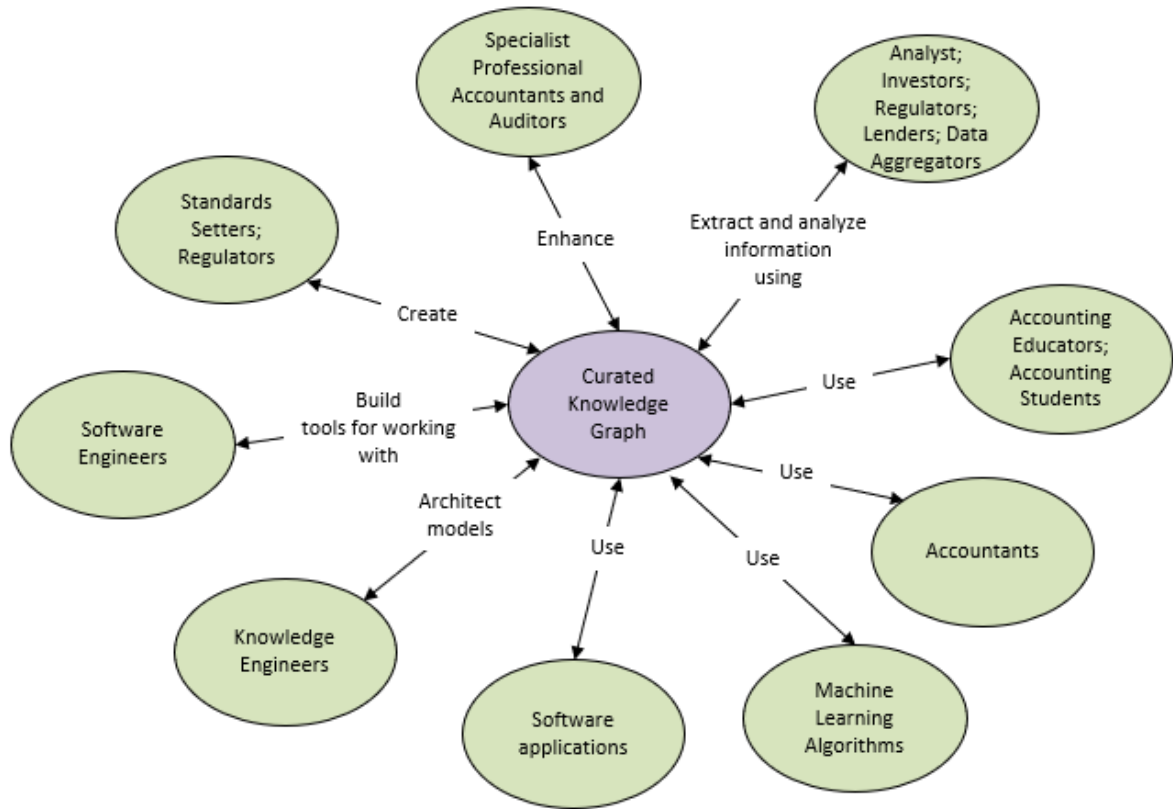 Specialist
Professional
Accountants and
Auditors
Analyst;
Investors;
Regulators;
Lenders; Data
Aggregators
Standards
Setters;
Regulators
Enhance
Extract and analyze
information
using
Create
Accounting
Educators;
Accounting
Students
Curated
Knowledge
Graph
Use
Build
tools for working
with
Software
Engineers
Use
Architect
models
Use
Use
Accountants
Knowledge
Engineers
Software
applications
Machine
Learning
Algorithms